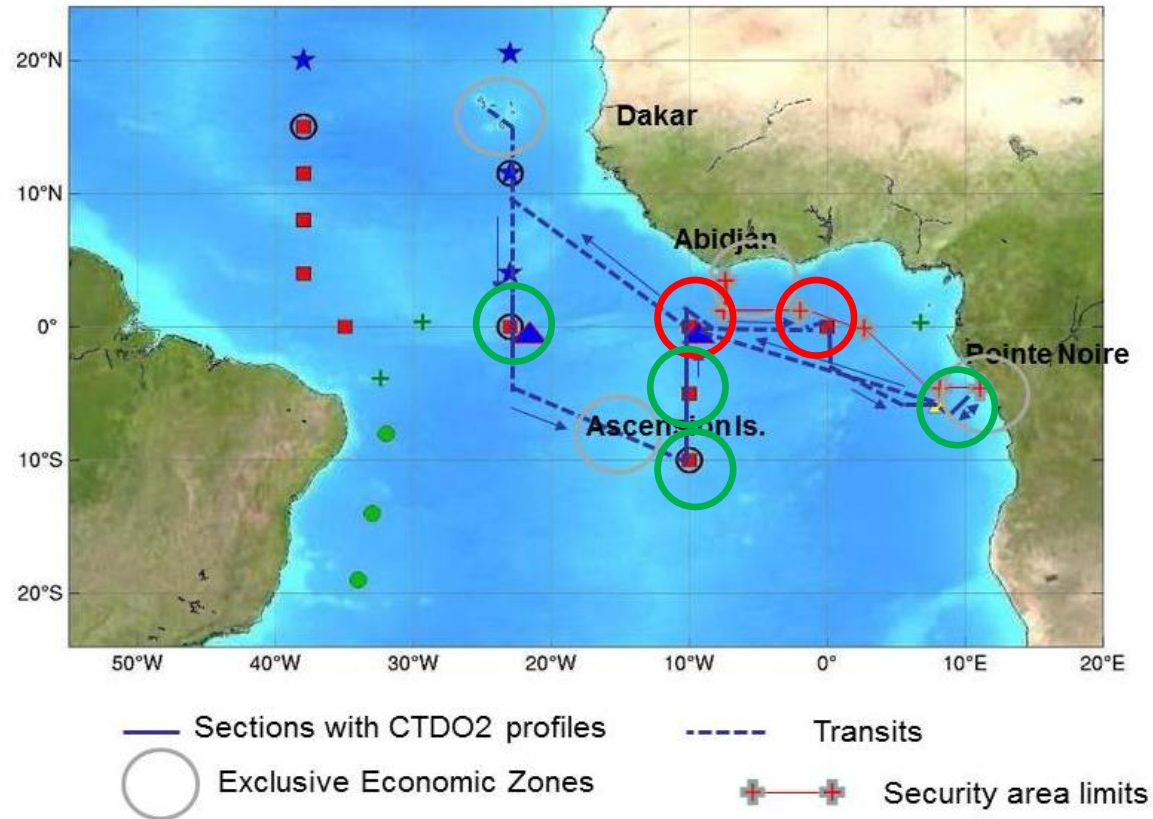 20°N
Dakar
10°N
Abidjan
0°
Pointe Noire
Ascension Is.
10°S
20°S
50°W 40°W 30°W 20°W 10°W 0° 10°E 20°E
Sections with CTDO2 profiles Transits
Exclusive Economic Zones Security area limits